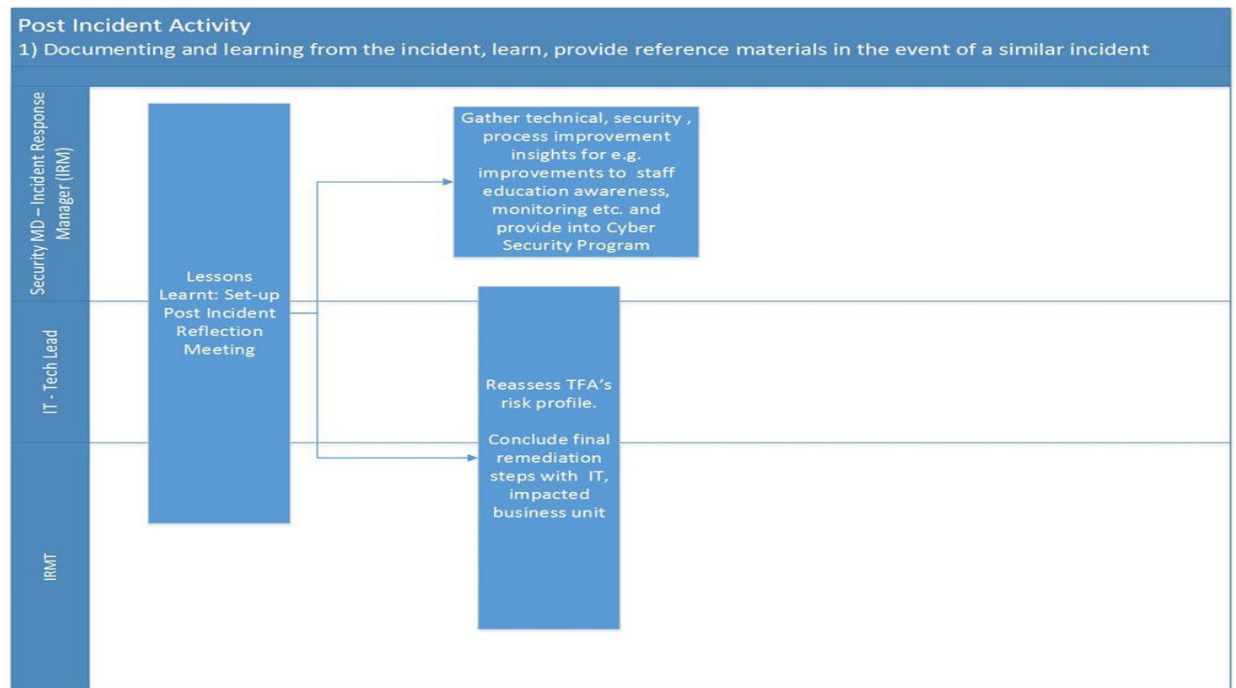 Post Incident Activity
1) Documenting and learning from the incident, learn, provide reference materials in the event of a similar incident
Security MD – Incident Response
Manager (IRM)
Lessons
Learnt: Set-up
Post Incident
Reflection
Meeting
Gather technical, security ,
process improvement
insights for e.g.
improvements to staff
education awareness,
monitoring etc. and
provide into Cyber
Security Program
IT - Tech Lead
Reassess TFA's
risk profile.
Conclude final
remediation
steps with IT,
impacted
business unit
IRMT